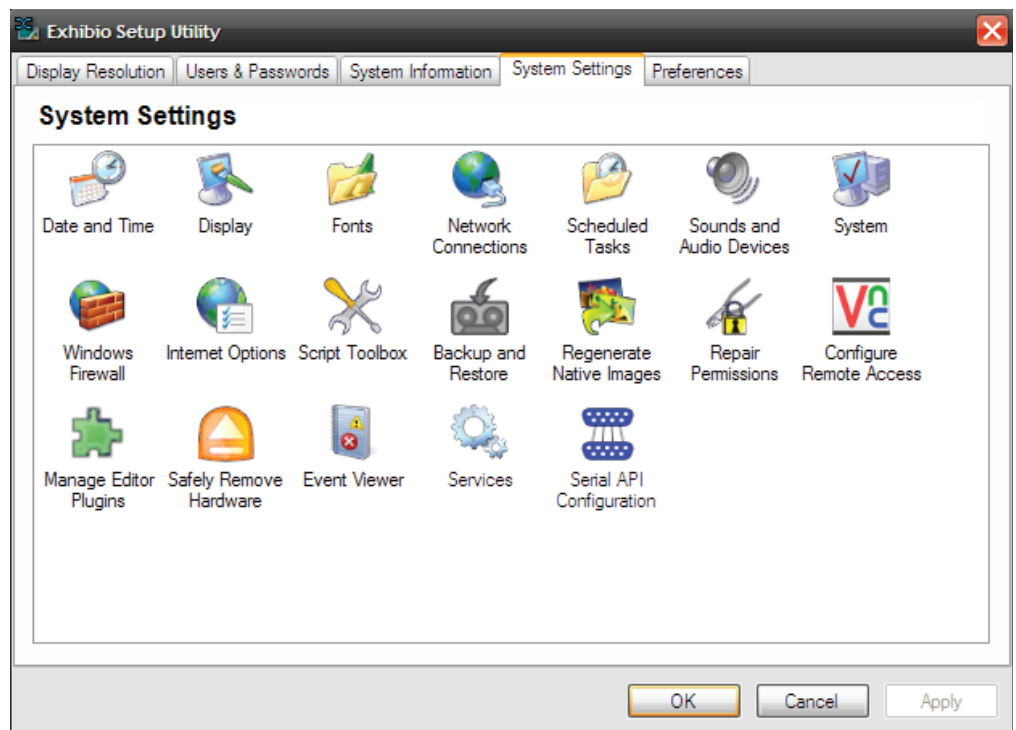 Exhibio Setup Utility
Display Resolution Users & Passwords System Information System Settings Preferences
System Settings
Date and Time Display Fonts Network Connections Scheduled Tasks Sounds and Audio Devices System
Windows Firewall Internet Options Script Toolbox Backup and Restore Regenerate Native Images Repair Permissions VNC Configure Remote Access
Manage Editor Plugins Safely Remove Hardware Event Viewer Services Serial API Configuration
OK Cancel Apply